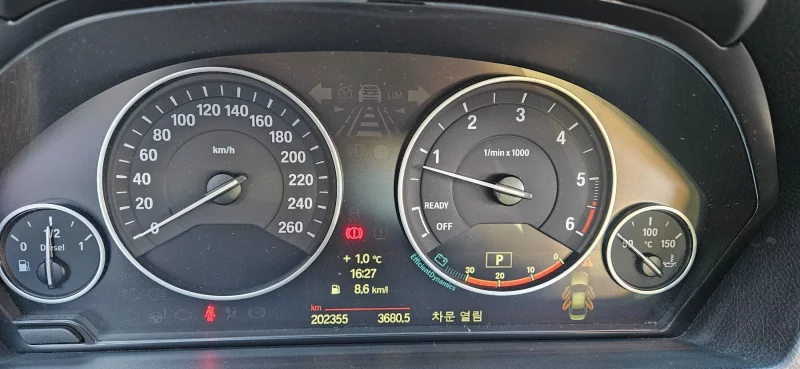 LIM
120 140
100 160
80 180
60 km/h 200
40 220
20 240
0 260
3
2 4
1/min x 1000
1 5
READY
OFF 6
1/2
0 Diesel 1
100
50 °C 150
+ 1.0 °C
16:27
8,6 km/l
P
EfficientDynamics
30 20 10 0
km
202355 3680.5 차문 열림